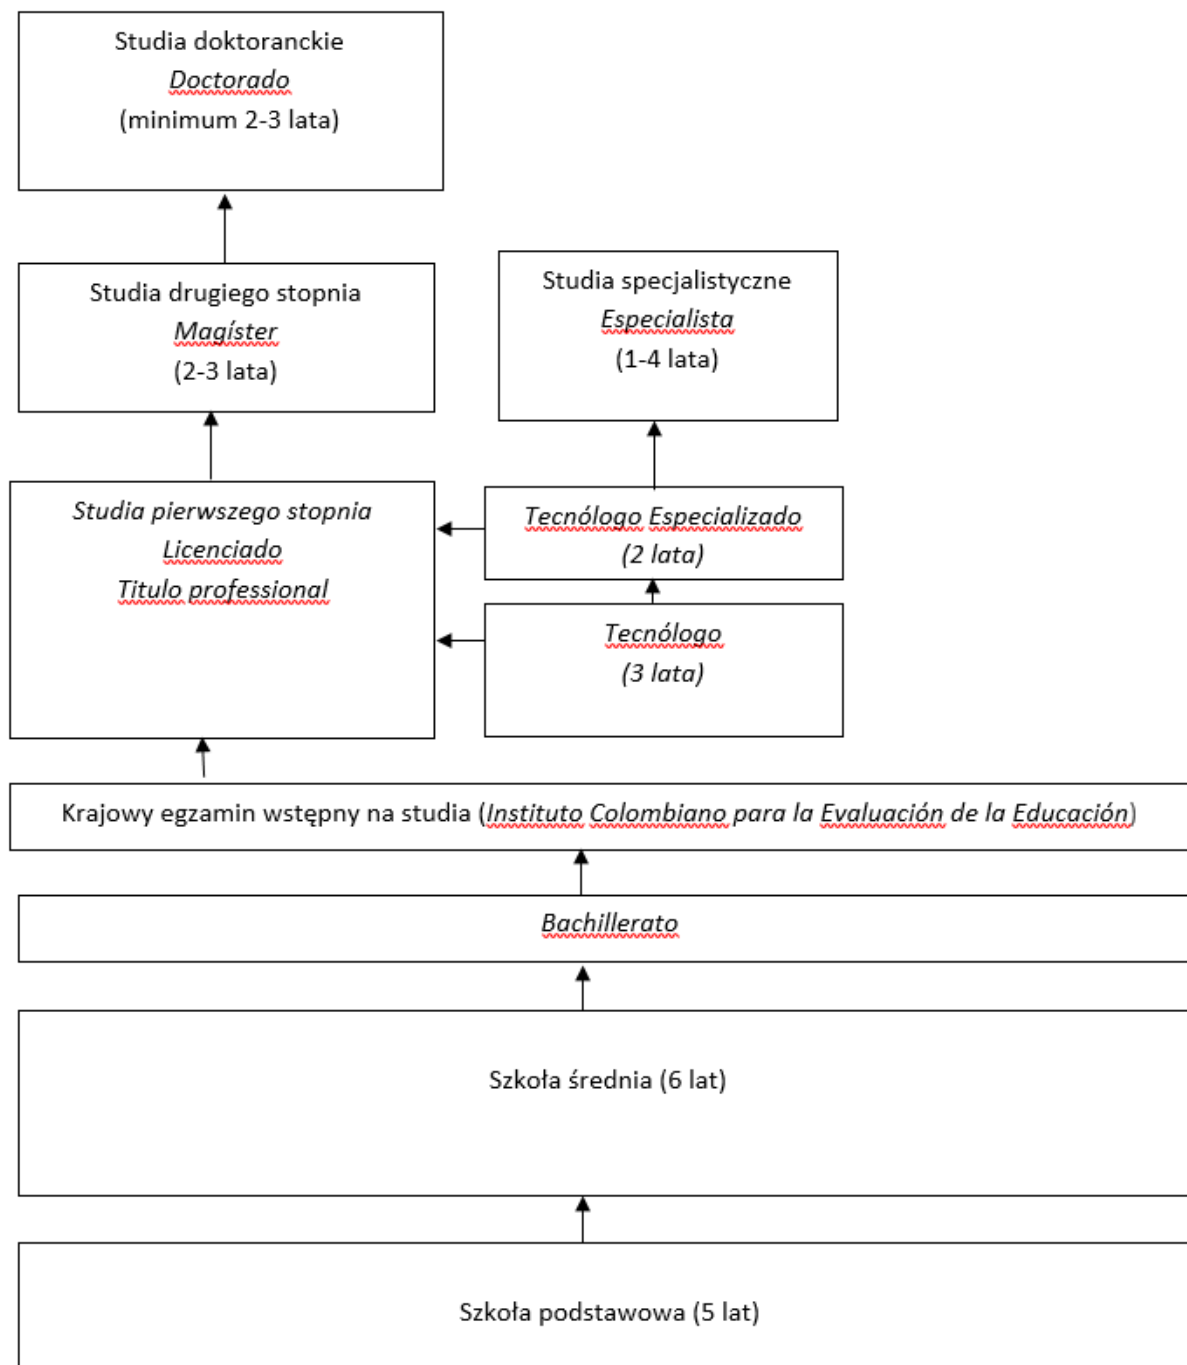 Studia doktoranckie
Doctorado
(minimum 2-3 lata)
Studia drugiego stopnia
Magíster
(2-3 lata)
Studia specjalistyczne
Especialista
(1-4 lata)
Studia pierwszego stopnia
Licenciado
Titulo professional
Tecnólogo Especializado
(2 lata)
Tecnólogo
(3 lata)
Krajowy egzamin wstępny na studia (Instituto Colombiano para la Evaluación de la Educación)
Bachillerato
Szkoła średnia (6 lat)
Szkoła podstawowa (5 lat)